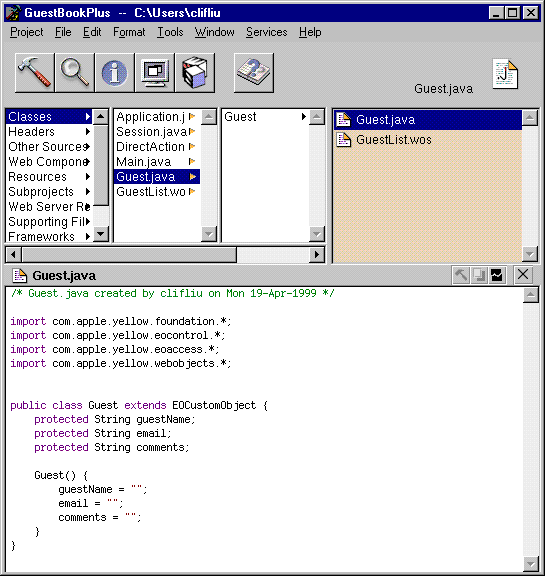 GuestBookPlus -- C:\Users\clifliu
Project File Edit Format Tools Window Services Help
Guest.java
Classes
Headers
Other Sources
Web Compone
Resources
Subprojects
Web Server Re
Supporting Fil
Frameworks
Application.j
Session.java
DirectAction
Main.java
Guest.java
GuestList.wo
Guest
Guest.java
GuestList.wos
Guest.java
/* Guest.java created by clifliu on Mon 19-Apr-1999 */
import com.apple.yellow.foundation.*;
import com.apple.yellow.eocontrol.*;
import com.apple.yellow.eoaccess.*;
import com.apple.yellow.webobjects.*;
public class Guest extends EOCustomObject {
protected String guestName;
protected String email;
protected String comments;
Guest() {
guestName = "";
email = "";
comments = "";
}
}